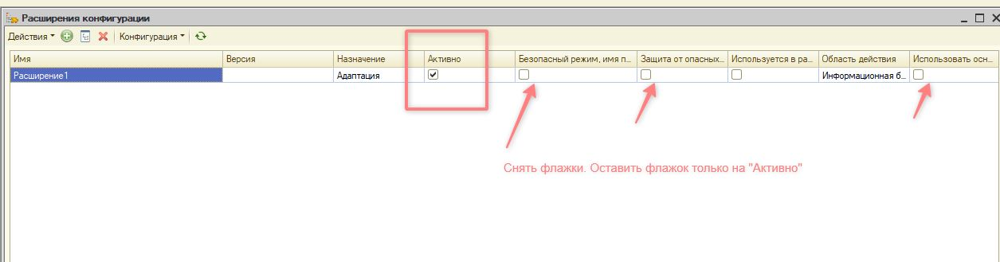 Расширения конфигурации
Действия Конфигурация
Имя Версия Назначение Активно Безопасный режим, имя п... Защита от опасных... Используется в ра... Область действия Использовать осн...
Расширение1 Адаптация Информационная б...
Снять флажки. Оставить флажок только на "Активно"